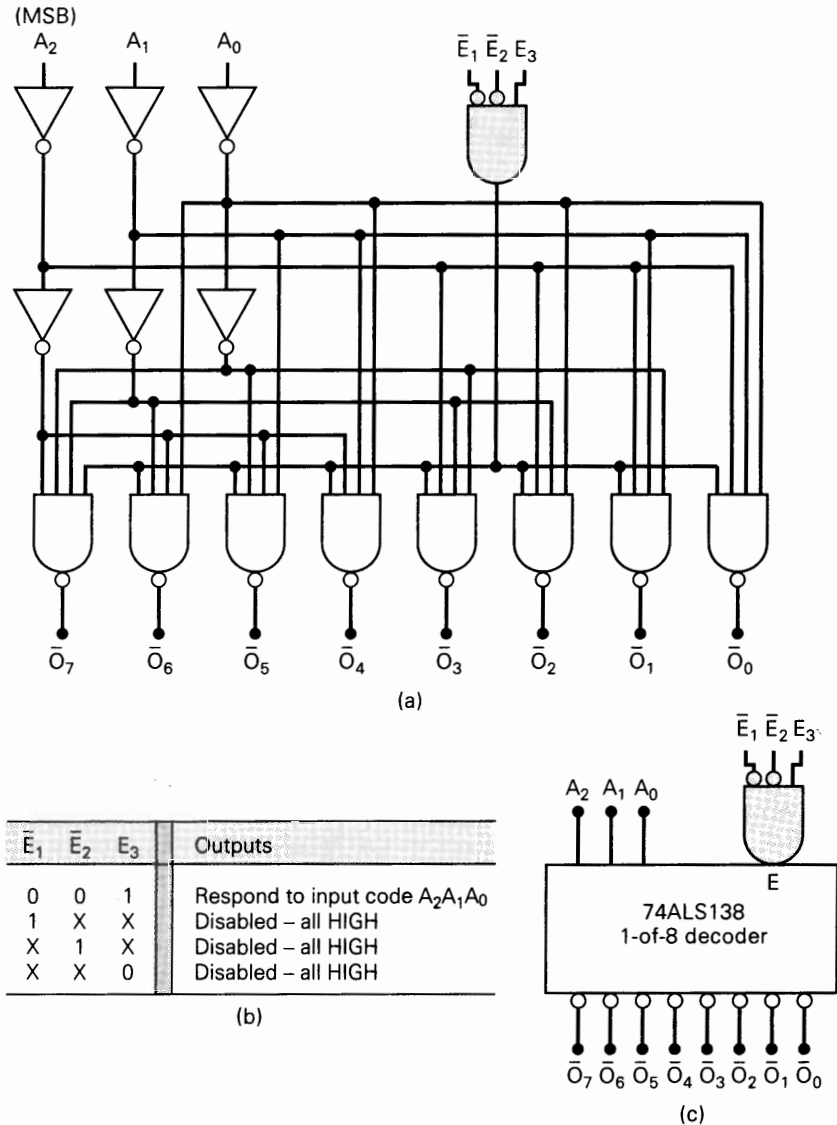 (MSB)
A₂ A₁ A₀ Ē₁ Ē₂ E₃
Ō₇ Ō₆ Ō₅ Ō₄ Ō₃ Ō₂ Ō₁ Ō₀
(a)
Ē₁ Ē₂ E₃ Outputs
0 0 1 Respond to input code A₂A₁A₀
1 X X Disabled – all HIGH
X 1 X Disabled – all HIGH
X X 0 Disabled – all HIGH
(b)
Ē₁ Ē₂ E₃
A₂ A₁ A₀
E
74ALS138
1-of-8 decoder
Ō₇ Ō₆ Ō₅ Ō₄ Ō₃ Ō₂ Ō₁ Ō₀
(c)